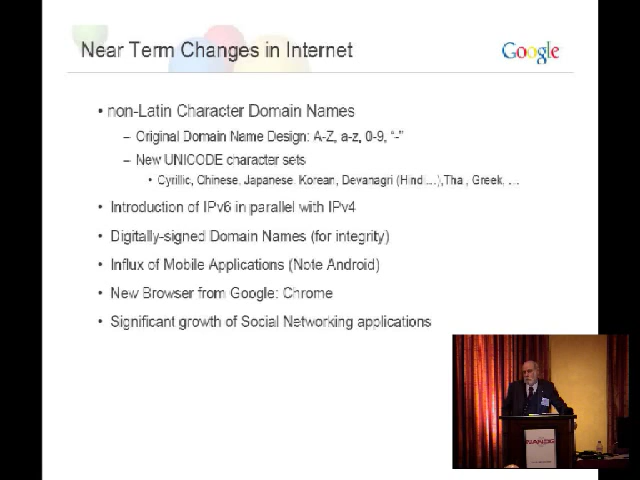 Near Term Changes in Internet
Google
• non-Latin Character Domain Names
– Original Domain Name Design: A-Z, a-z, 0-9, "-"
– New UNICODE character sets
• Cyrillic, Chinese, Japanese, Korean, Devanagri (Hindi…),Thai, Greek, …
• Introduction of IPv6 in parallel with IPv4
• Digitally-signed Domain Names (for integrity)
• Influx of Mobile Applications (Note Android)
• New Browser from Google: Chrome
• Significant growth of Social Networking applications
NANOG